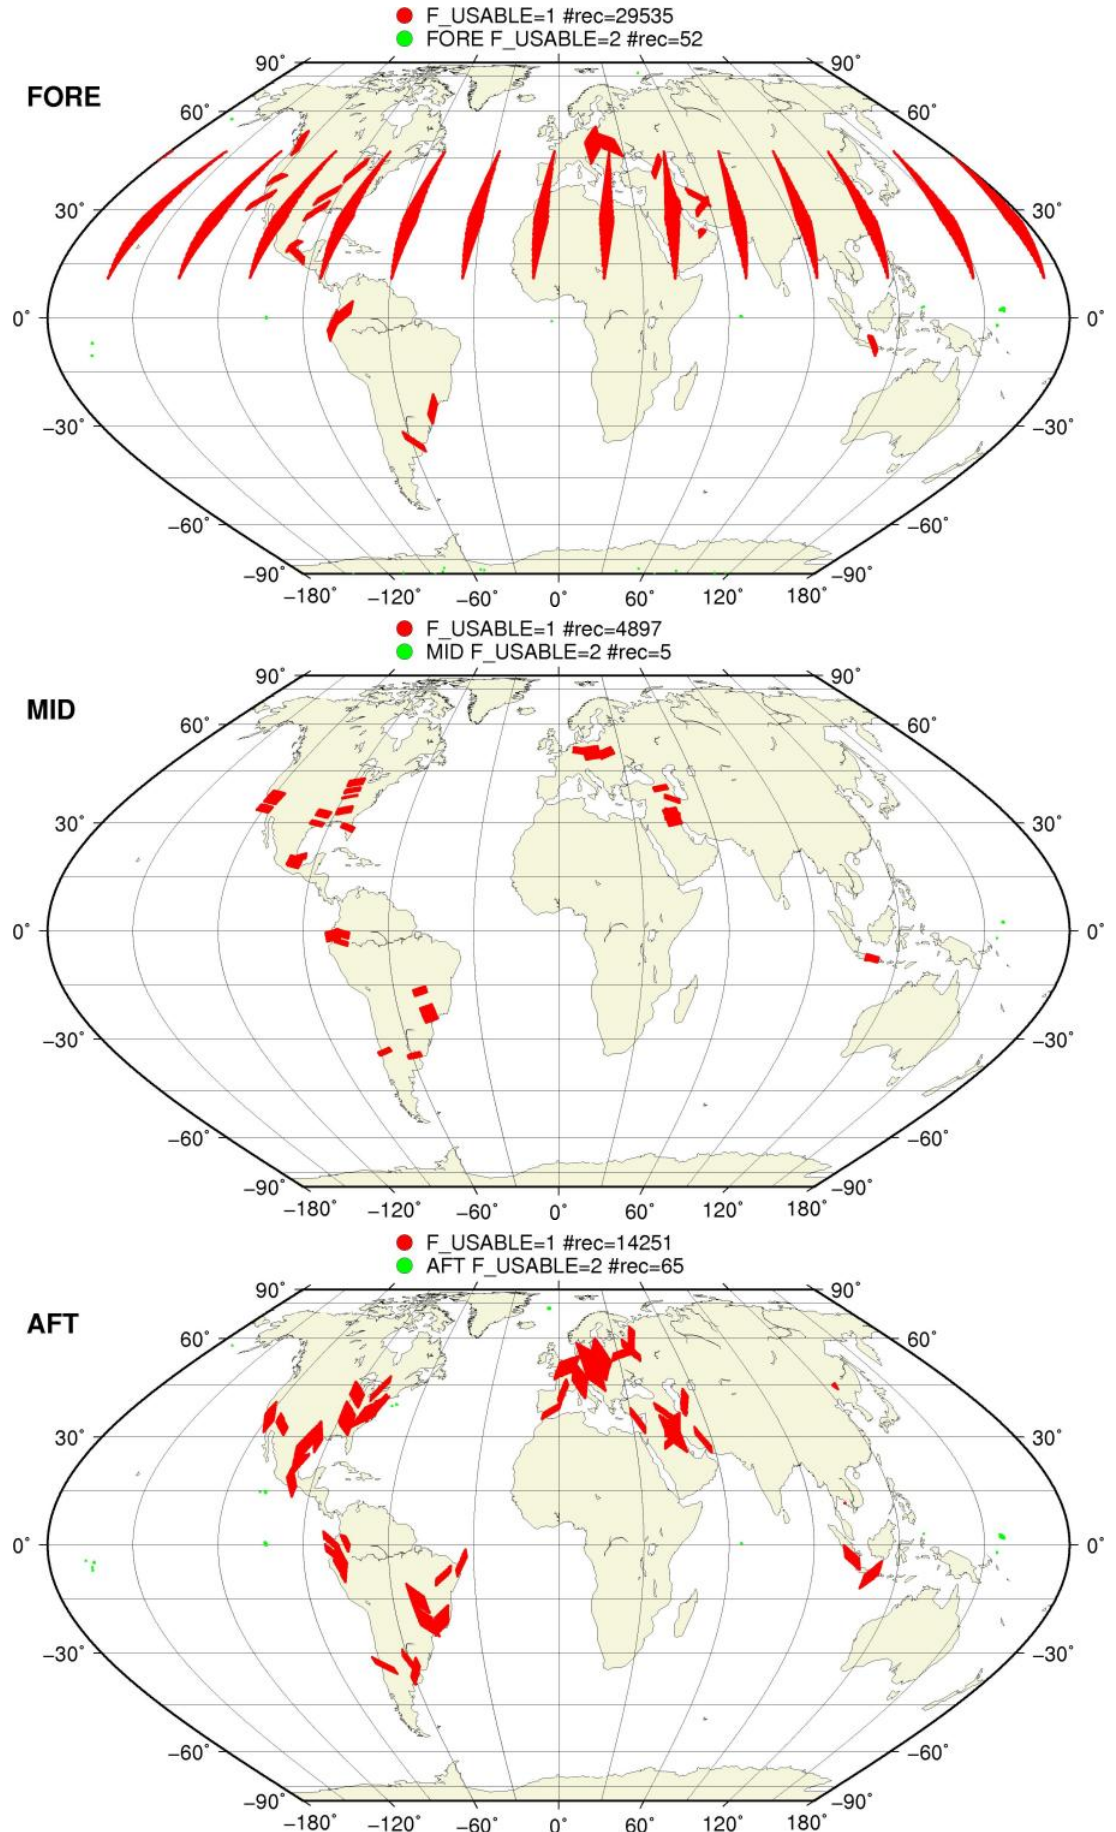 F_USABLE=1 #rec=29535
FORE F_USABLE=2 #rec=52
FORE
90° 90°
60° 60°
30° 30°
0° 0°
−30° −30°
−60° −60°
−90° −90°
−180° −120° −60° 0° 60° 120° 180°
F_USABLE=1 #rec=4897
MID F_USABLE=2 #rec=5
MID
90° 90°
60° 60°
30° 30°
0° 0°
−30° −30°
−60° −60°
−90° −90°
−180° −120° −60° 0° 60° 120° 180°
F_USABLE=1 #rec=14251
AFT F_USABLE=2 #rec=65
AFT
90° 90°
60° 60°
30° 30°
0° 0°
−30° −30°
−60° −60°
−90° −90°
−180° −120° −60° 0° 60° 120° 180°